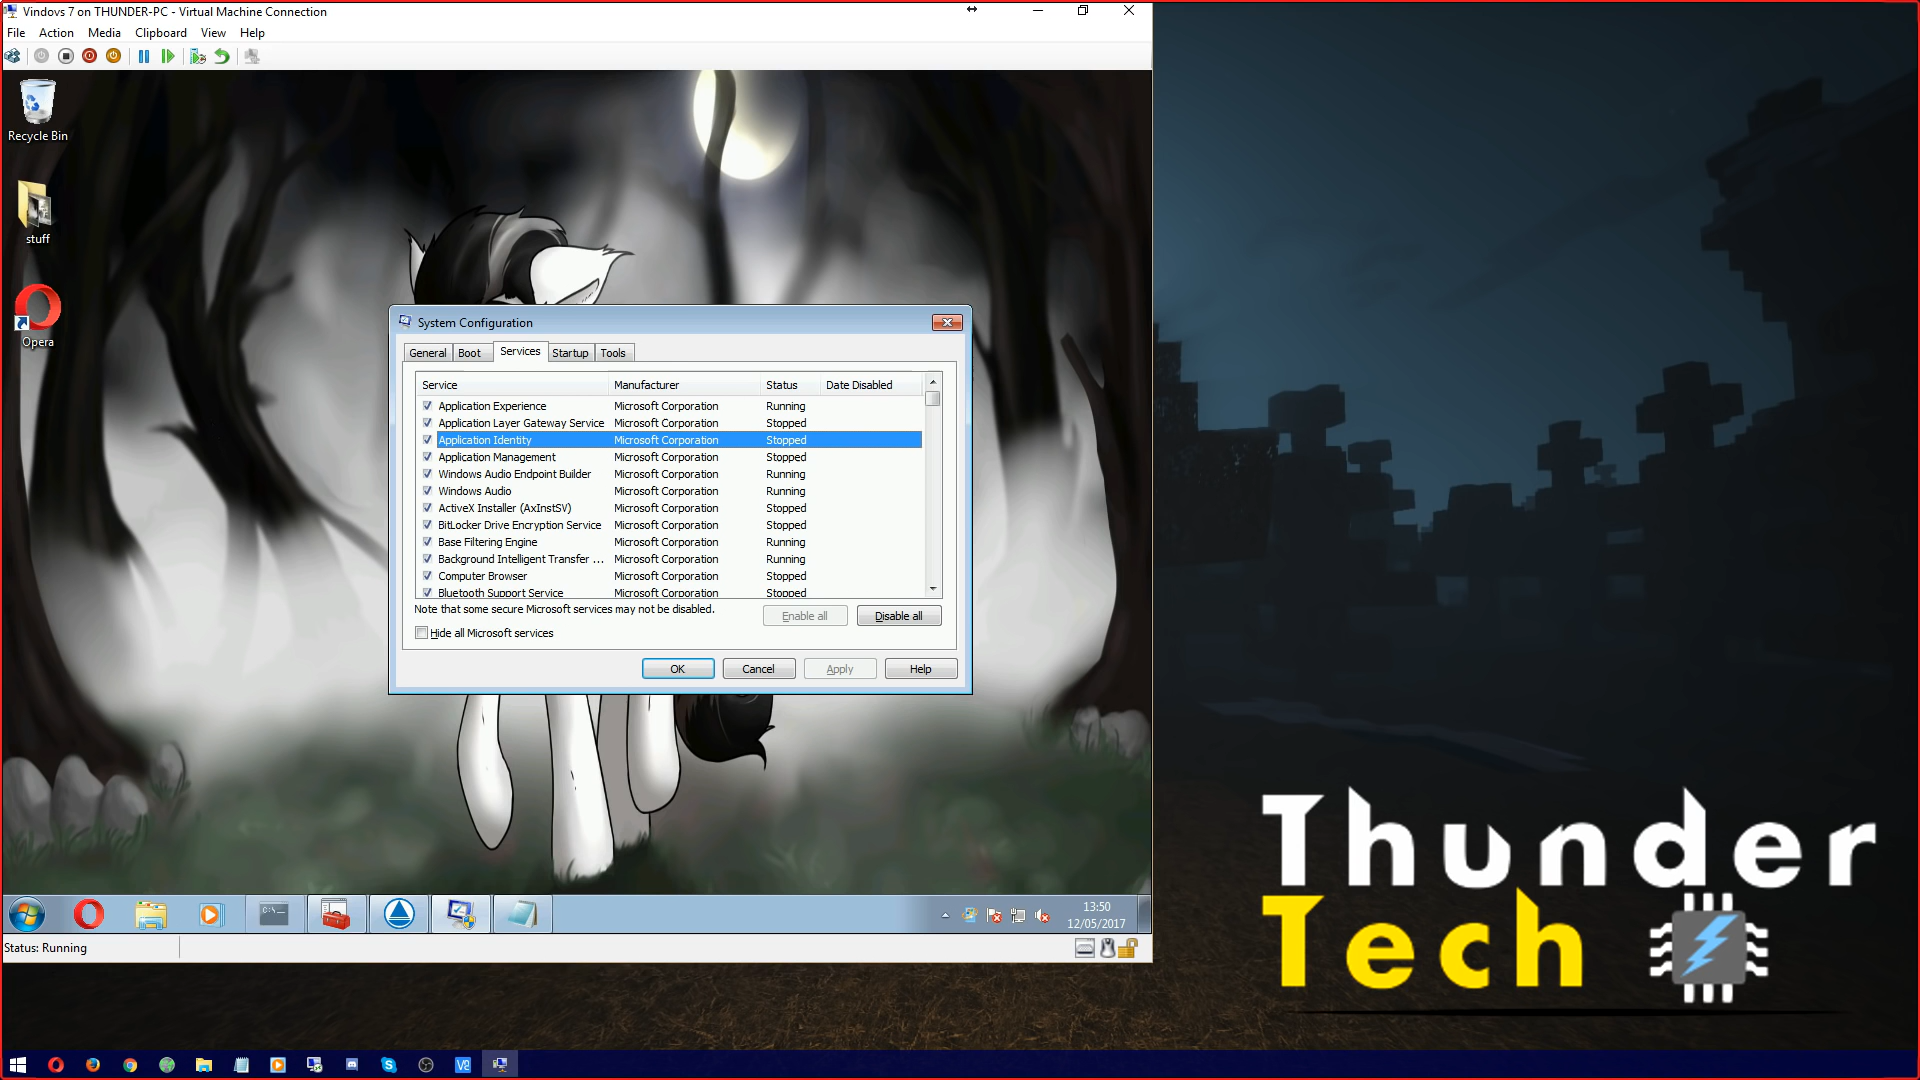 Vindovs 7 on THUNDER-PC - Virtual Machine Connection
File Action Media Clipboard View Help
Recycle Bin
stuff
Opera
System Configuration
General Boot Services Startup Tools
Service Manufacturer Status Date Disabled
Application Experience Microsoft Corporation Running
Application Layer Gateway Service Microsoft Corporation Stopped
Application Identity Microsoft Corporation Stopped
Application Management Microsoft Corporation Stopped
Windows Audio Endpoint Builder Microsoft Corporation Running
Windows Audio Microsoft Corporation Running
ActiveX Installer (AxInstSV) Microsoft Corporation Stopped
BitLocker Drive Encryption Service Microsoft Corporation Stopped
Base Filtering Engine Microsoft Corporation Running
Background Intelligent Transfer ... Microsoft Corporation Running
Computer Browser Microsoft Corporation Stopped
Bluetooth Support Service Microsoft Corporation Stopped
Note that some secure Microsoft services may not be disabled.
Enable all Disable all
Hide all Microsoft services
OK Cancel Apply Help
C:\
13:50
12/05/2017
Status: Running
Thunder
Tech